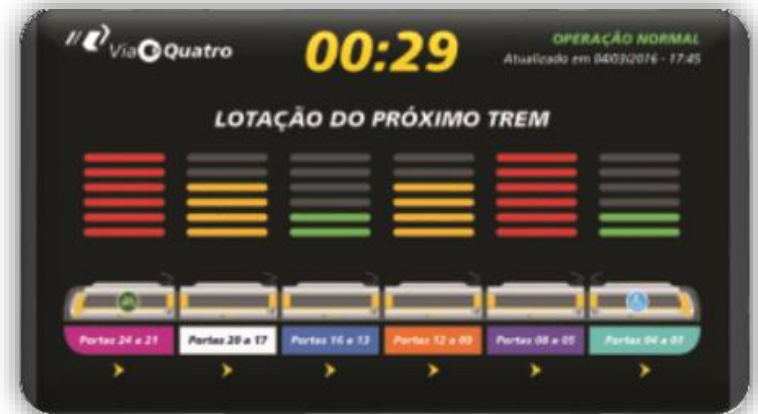 ViaQuatro
00:29
OPERAÇÃO NORMAL
Atualizado em 04/03/2016 - 17:45
LOTAÇÃO DO PRÓXIMO TREM
Portas 24 a 21
Portas 20 a 17
Portas 16 a 13
Portas 12 a 09
Portas 08 a 05
Portas 04 a 01